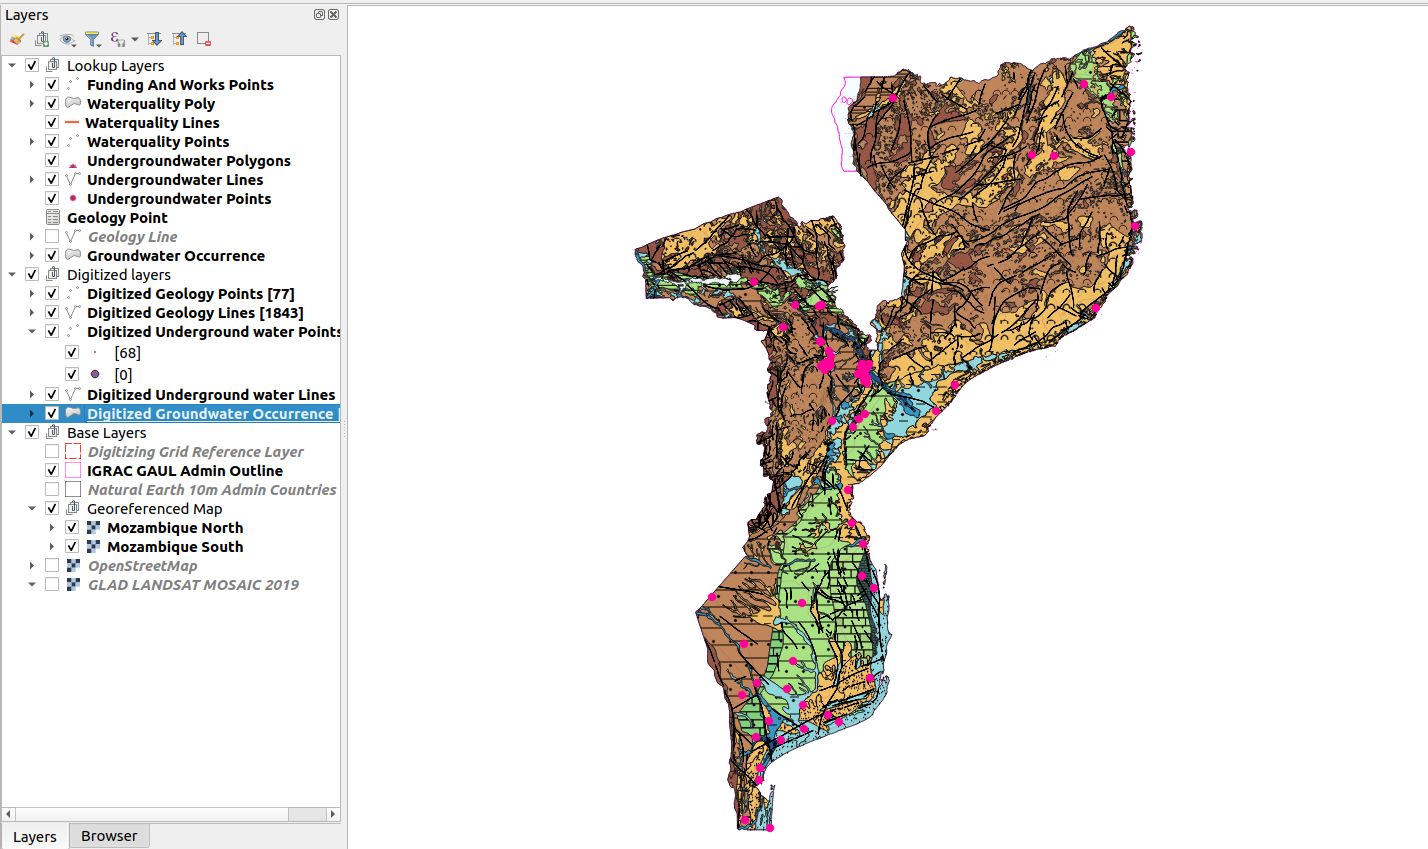 Layers
Lookup Layers
Funding And Works Points
Waterquality Poly
Waterquality Lines
Waterquality Points
Undergroundwater Polygons
Undergroundwater Lines
Undergroundwater Points
Geology Point
Geology Line
Groundwater Occurrence
Digitized layers
Digitized Geology Points [77]
Digitized Geology Lines [1843]
Digitized Underground water Points
[68]
[0]
Digitized Underground water Lines
Digitized Groundwater Occurrence [
Base Layers
Digitizing Grid Reference Layer
IGRAC GAUL Admin Outline
Natural Earth 10m Admin Countries
Georeferenced Map
Mozambique North
Mozambique South
OpenStreetMap
GLAD LANDSAT MOSAIC 2019
Layers Browser